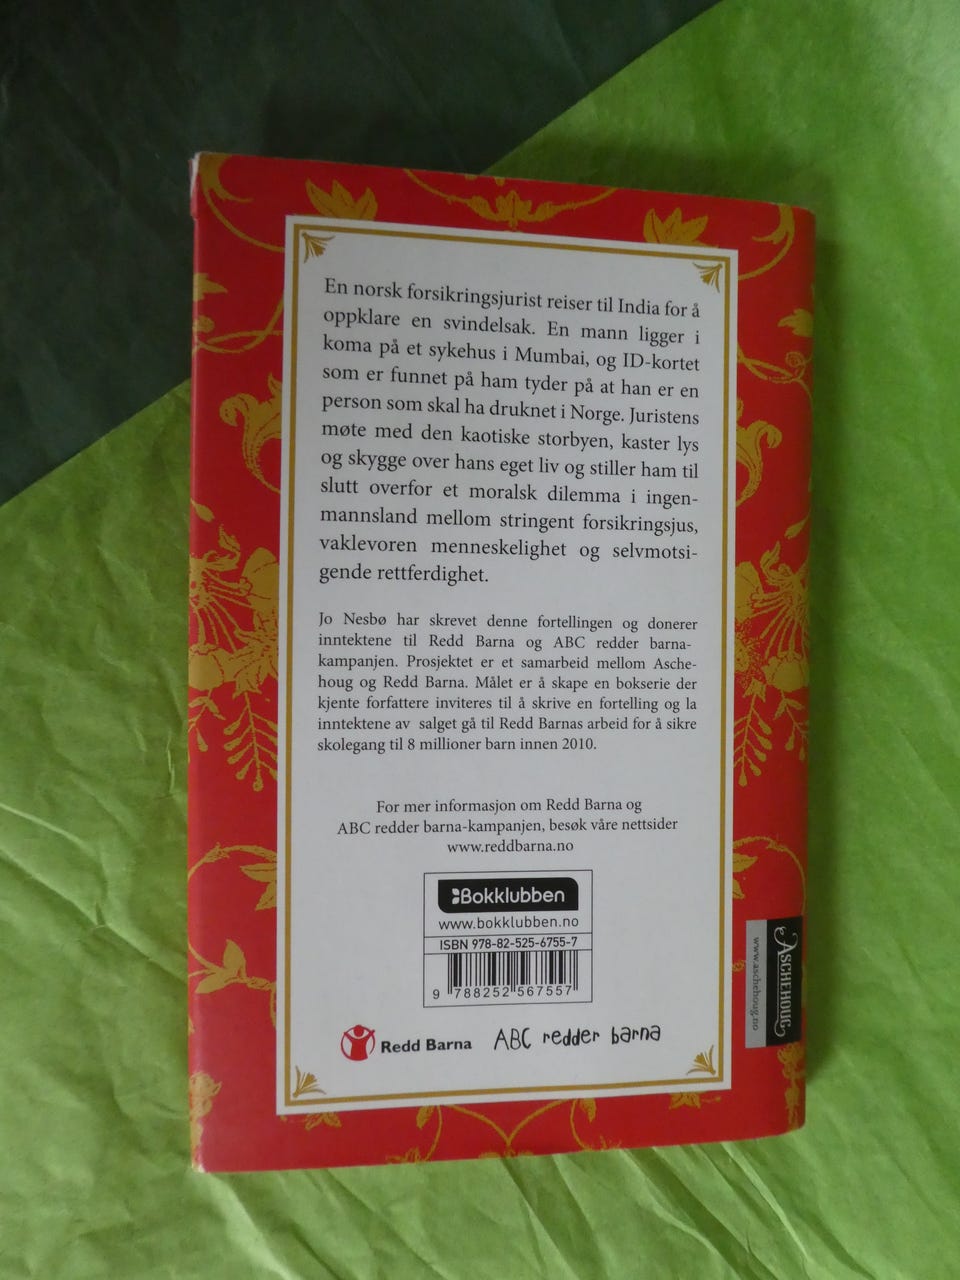 En norsk forsikringsjurist reiser til India for å
oppklare en svindelsak. En mann ligger i
koma på et sykehus i Mumbai, og ID-kortet
som er funnet på ham tyder på at han er en
person som skal ha druknet i Norge. Juristens
møte med den kaotiske storbyen, kaster lys
og skygge over hans eget liv og stiller ham til
slutt overfor et moralsk dilemma i ingen-
mannsland mellom stringent forsikringsjus,
vaklevoren menneskelighet og selvmotsi-
gende rettferdighet.
Jo Nesbø har skrevet denne fortellingen og donerer
inntektene til Redd Barna og ABC redder barna-
kampanjen. Prosjektet er et samarbeid mellom Asche-
houg og Redd Barna. Målet er å skape en bokserie der
kjente forfattere inviteres til å skrive en fortelling og la
inntektene av salget gå til Redd Barnas arbeid for å sikre
skolegang til 8 millioner barn innen 2010.
For mer informasjon om Redd Barna og
ABC redder barna-kampanjen, besøk våre nettsider
www.reddbarna.no
Bokklubben
www.bokklubben.no
ISBN 978-82-525-6755-7
9 788252 567557
Redd Barna
ABC redder barna
ASCHEHOUG
www.aschehoug.no